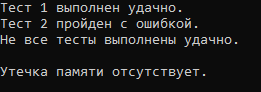 Тест 1 выполнен удачно.
Тест 2 пройден с ошибкой.
Не все тесты выполнены удачно.
Утечка памяти отсутствует.